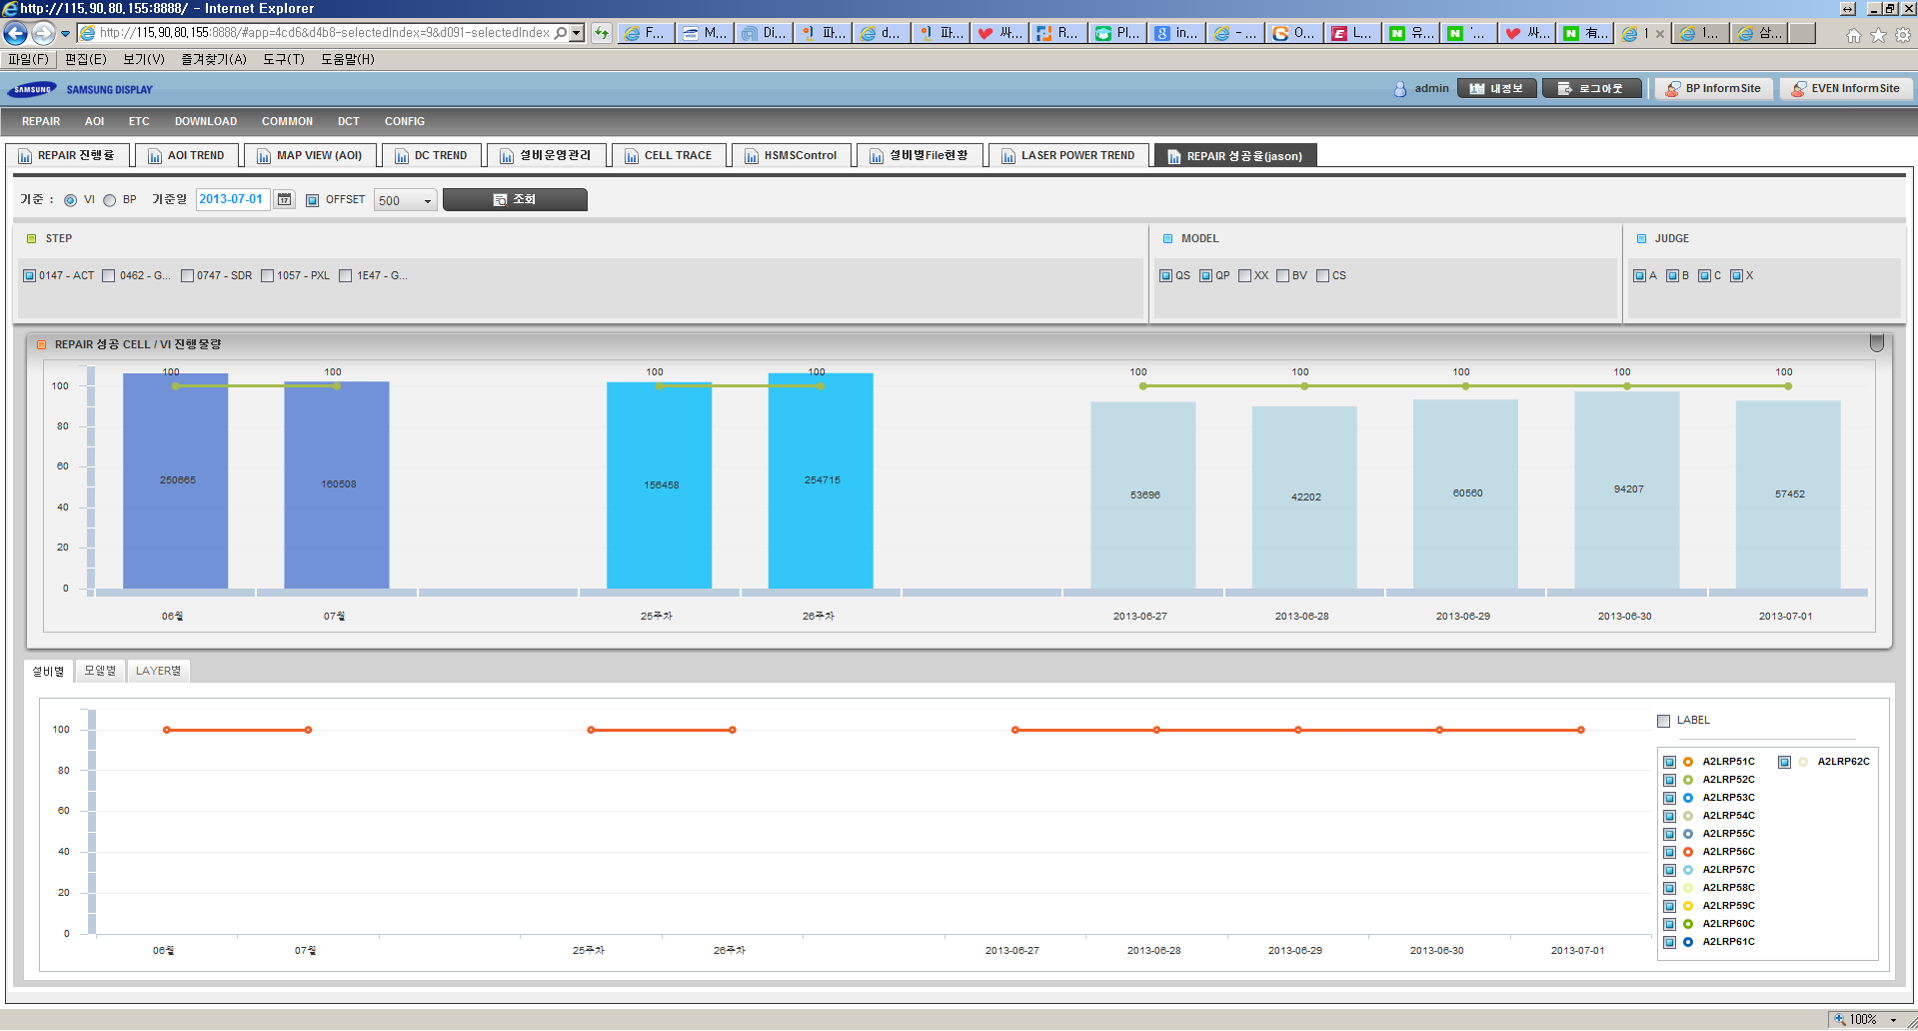 http://115.90.80.155:8888/ - Internet Explorer
http://115.90.80.155:8888/#app=4cd6&d4b8-selectedIndex=9&d091-selectedIndex
F... M... Di... 파... d... 파... 싸... R... Pl... in... - ... O... L... 유... '... 싸... 有... 1 1... 삼...
파일(F) 편집(E) 보기(V) 즐겨찾기(A) 도구(T) 도움말(H)
SAMSUNG SAMSUNG DISPLAY admin 내정보 로그아웃 BP InformSite EVEN InformSite
REPAIR AOI ETC DOWNLOAD COMMON DCT CONFIG
REPAIR 진행률 AOI TREND MAP VIEW (AOI) DC TREND 설비운영관리 CELL TRACE HSMSControl 설비별File현황 LASER POWER TREND REPAIR 성공율(jason)
기준 : VI BP 기준일 2013-07-01 17 OFFSET 500 조회
STEP MODEL JUDGE
0147 - ACT 0462 - G... 0747 - SDR 1057 - PXL 1E47 - G... QS QP XX BV CS A B C X
REPAIR 성공 CELL / VI 진행물량
100 100 100 100 100 100 100 100 100
100
80
60
40
20
0
250665 160508 156458 254715 53696 42202 60560 94207 57452
06월 07월 25주차 26주차 2013-06-27 2013-06-28 2013-06-29 2013-06-30 2013-07-01
설비별 모델별 LAYER별
100
80
60
40
20
0
06월 07월 25주차 26주차 2013-06-27 2013-06-28 2013-06-29 2013-06-30 2013-07-01
LABEL
A2LRP51C A2LRP62C
A2LRP52C
A2LRP53C
A2LRP54C
A2LRP55C
A2LRP56C
A2LRP57C
A2LRP58C
A2LRP59C
A2LRP60C
A2LRP61C
100%